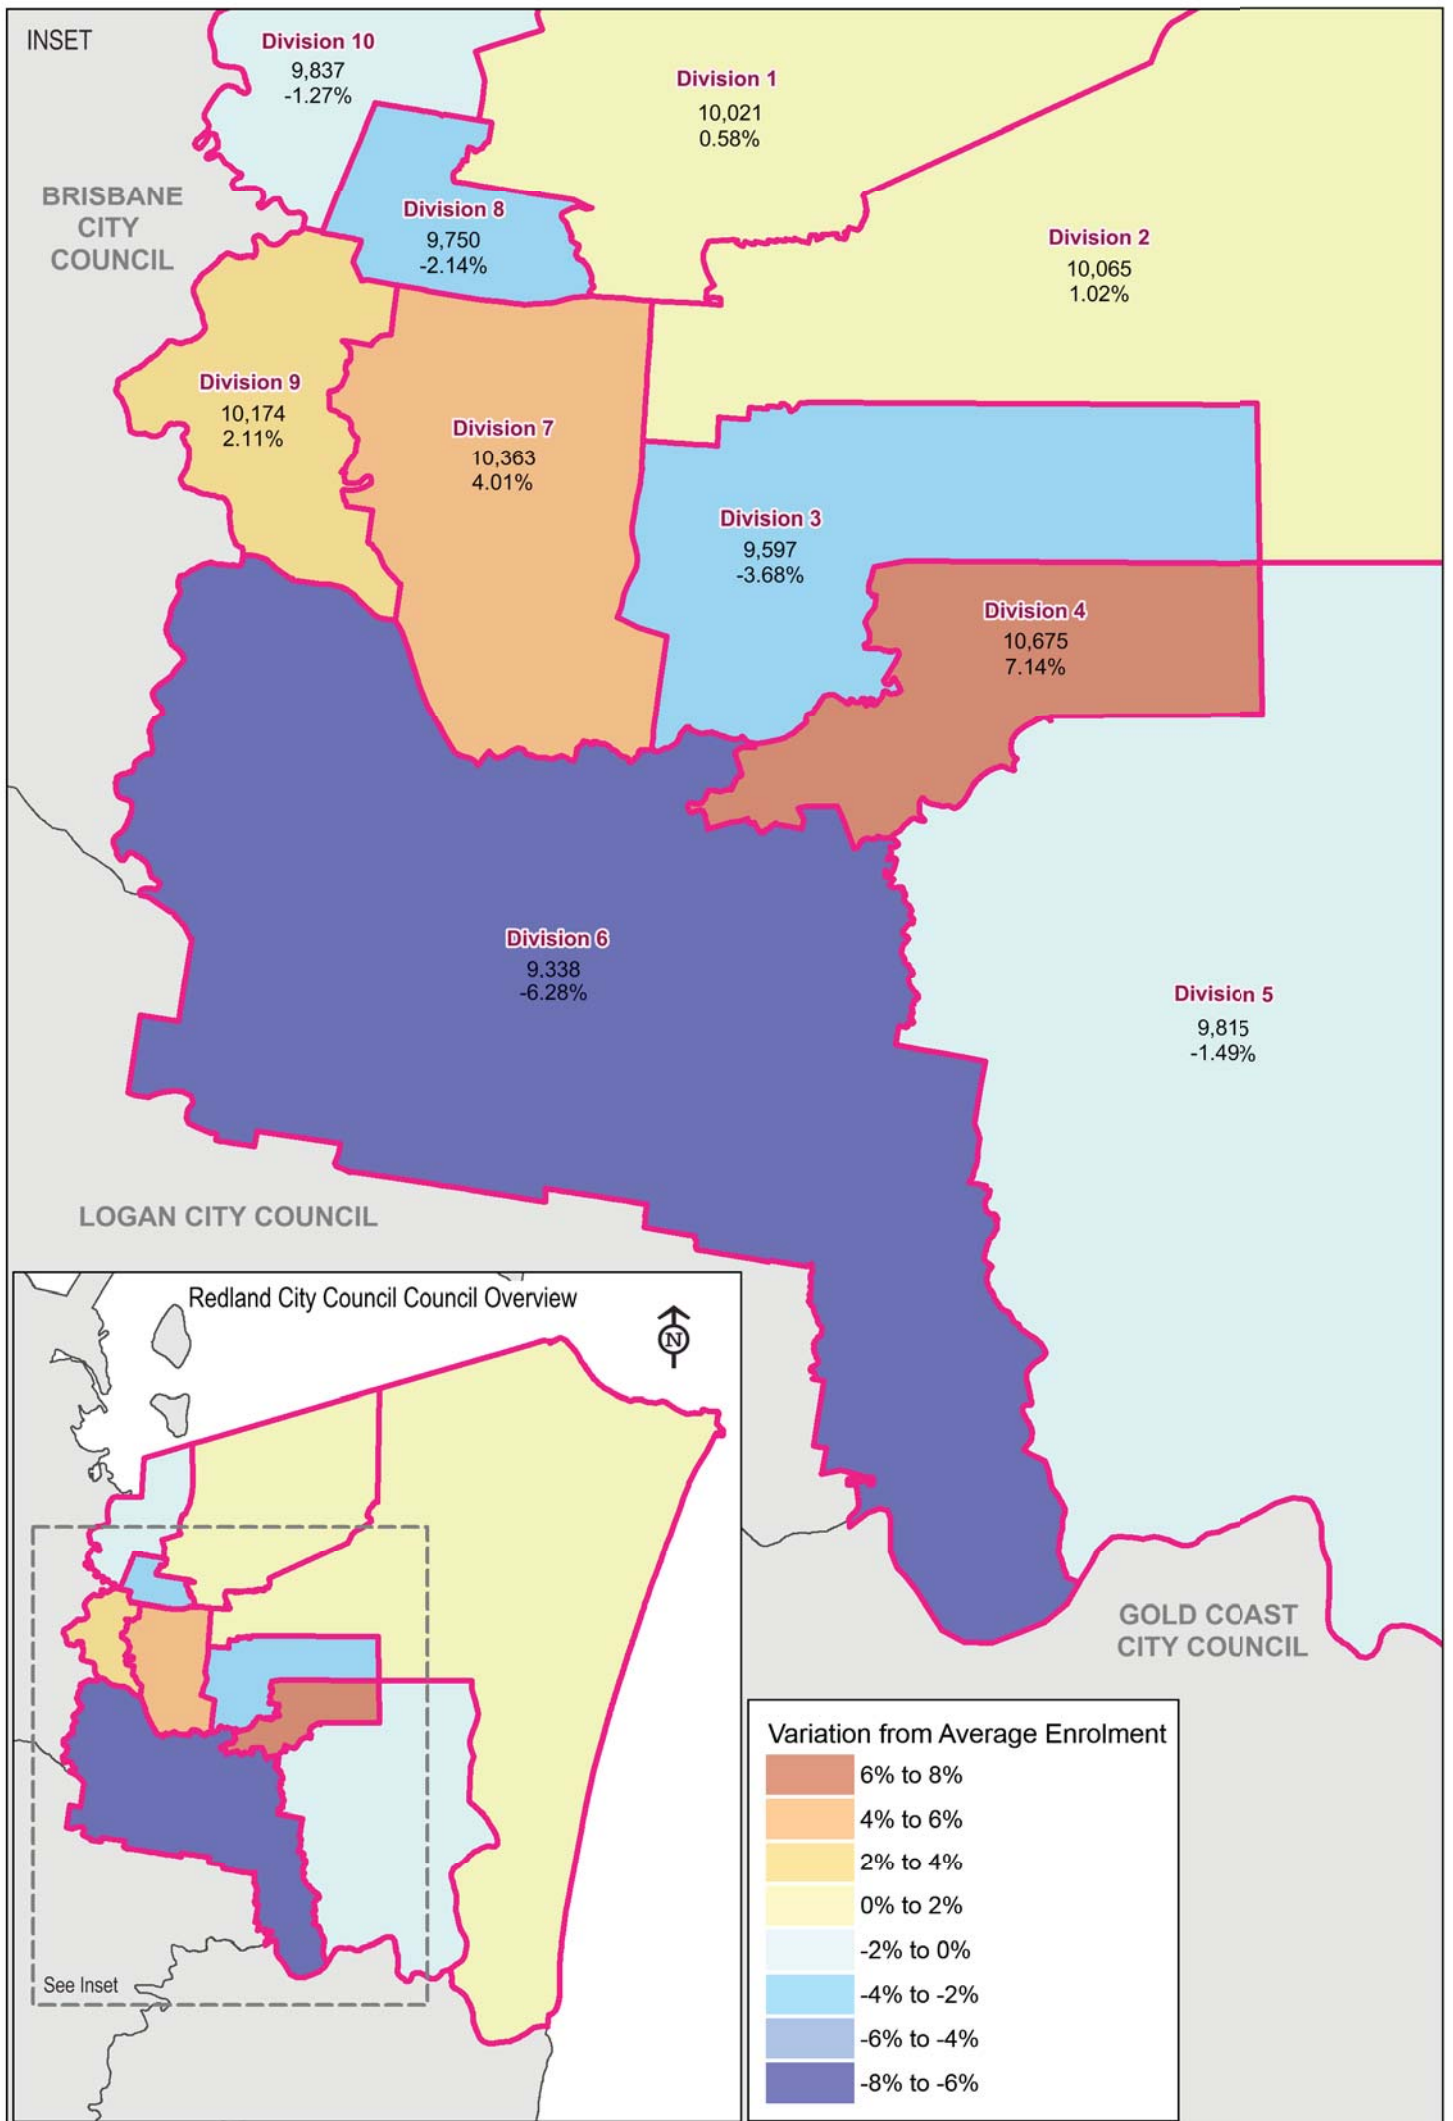 INSET
Division 10
9,837
-1.27%
Division 1
10,021
0.58%
BRISBANE
CITY
COUNCIL
Division 8
9,750
-2.14%
Division 2
10,065
1.02%
Division 9
10,174
2.11%
Division 7
10,363
4.01%
Division 3
9,597
-3.68%
Division 4
10,675
7.14%
Division 6
9,338
-6.28%
Division 5
9,815
-1.49%
LOGAN CITY COUNCIL
Redland City Council Council Overview
N
See Inset
GOLD COAST
CITY COUNCIL
Variation from Average Enrolment
6% to 8%
4% to 6%
2% to 4%
0% to 2%
-2% to 0%
-4% to -2%
-6% to -4%
-8% to -6%